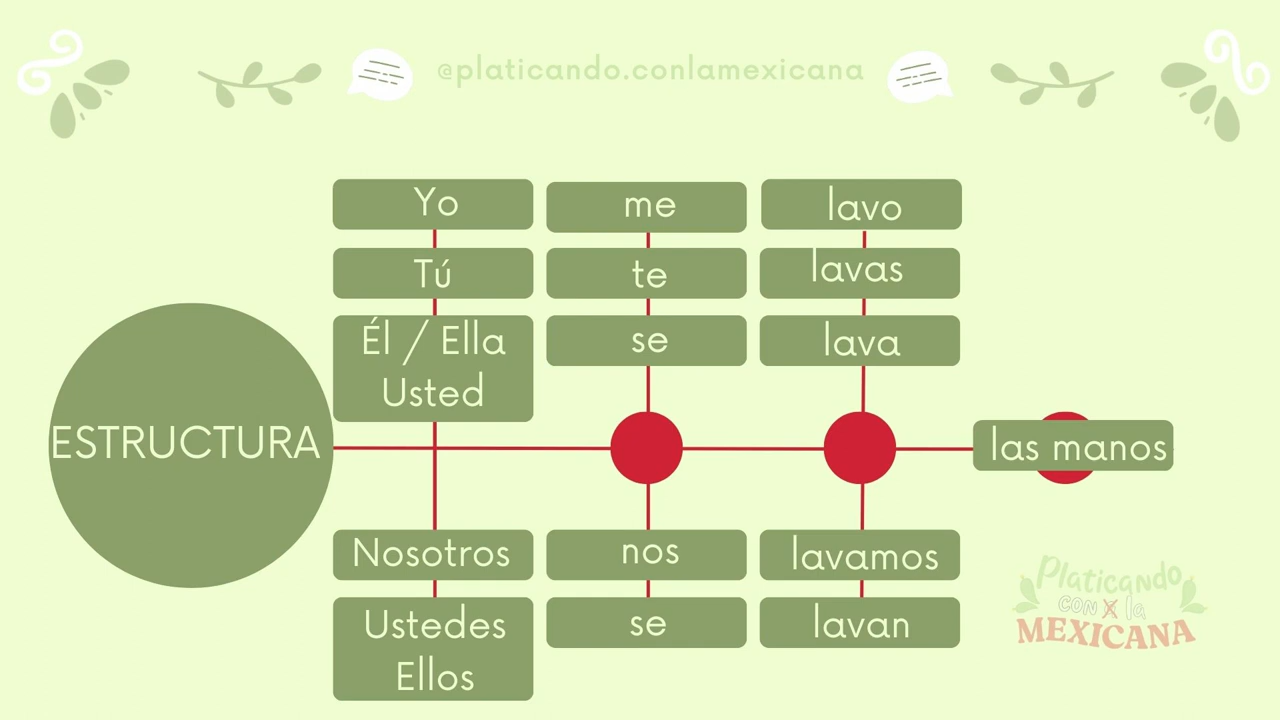 @platicando.conlamexicana
Yo me lavo
Tú te lavas
Él / Ella se lava
Usted
ESTRUCTURA las manos
Nosotros nos lavamos
Ustedes se lavan
Ellos
Platicando
con x la
MEXICANA